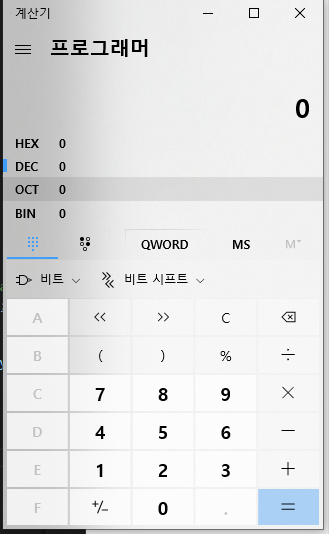 계산기
프로그래머
0
HEX 0
DEC 0
OCT 0
BIN 0
QWORD MS M˅
비트 비트 시프트
A << >> C
B ( ) % ÷
C 7 8 9 ×
D 4 5 6 −
E 1 2 3 +
F +/− 0 . =